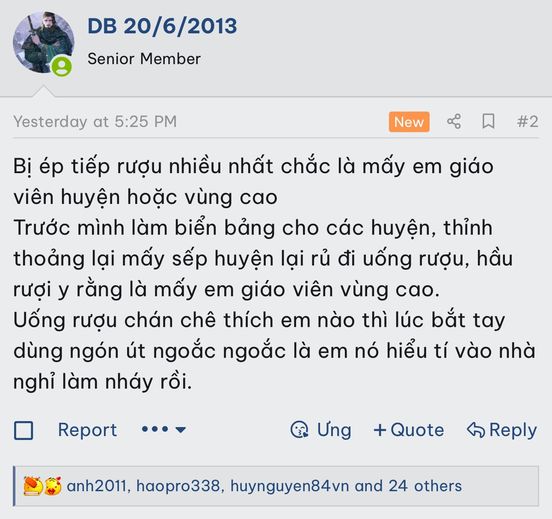 DB 20/6/2013
Senior Member
Yesterday at 5:25 PM New #2
Bị ép tiếp rượu nhiều nhất chắc là mấy em giáo
viên huyện hoặc vùng cao
Trước mình làm biển bảng cho các huyện, thỉnh
thoảng lại mấy sếp huyện lại rủ đi uống rượu, hầu
rượi y rằng là mấy em giáo viên vùng cao.
Uống rượu chán chê thích em nào thì lúc bắt tay
dùng ngón út ngoắc ngoắc là em nó hiểu tí vào nhà
nghỉ làm nháy rồi.
Report ••• Ưng +Quote Reply
anh2011, haopro338, huynguyen84vn and 24 others